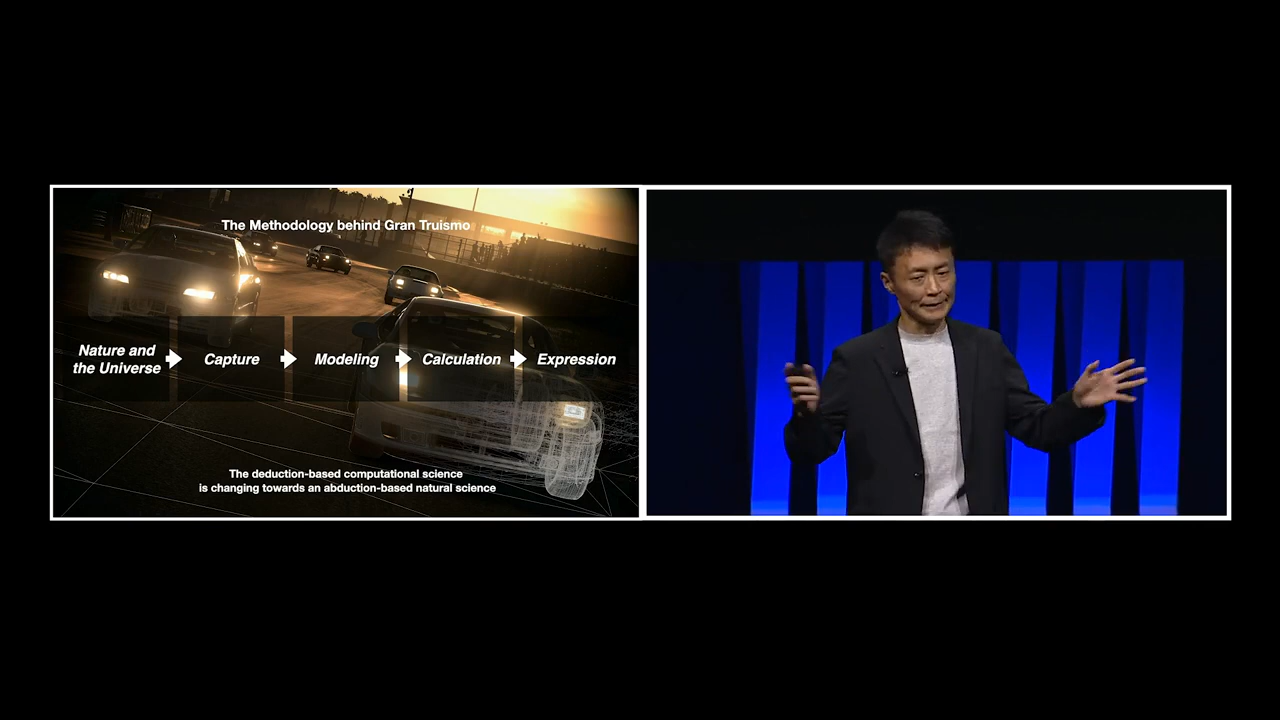 The Methodology behind Gran Truismo
Nature and
the Universe
Capture
Modeling
Calculation
Expression
The deduction-based computational science
is changing towards an abduction-based natural science